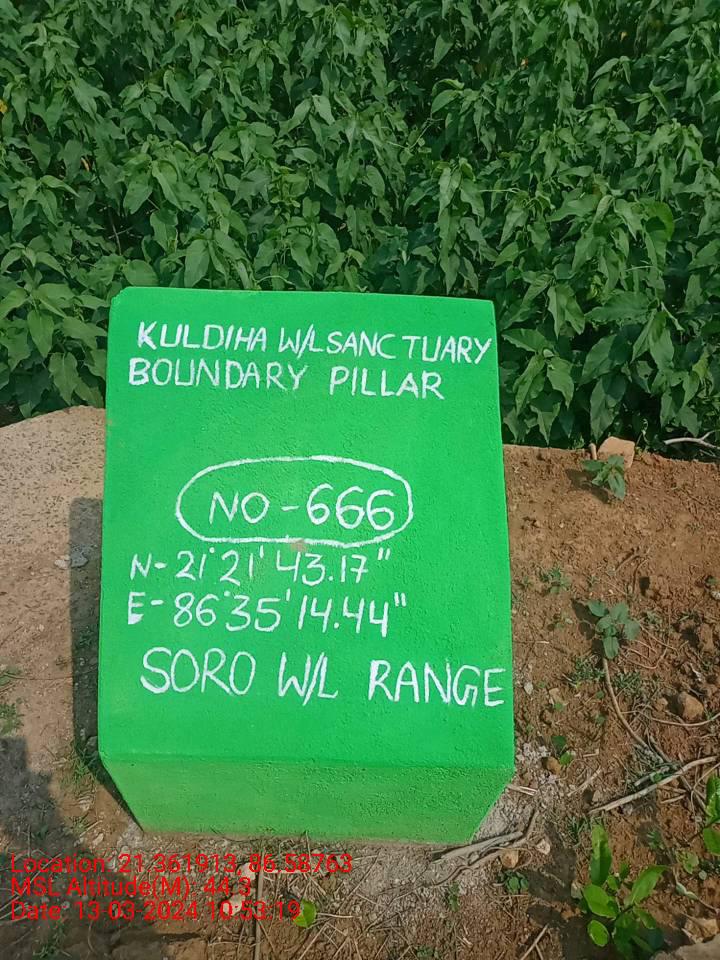 KULDIHA W/L SANCTUARY
BOUNDARY PILLAR
NO-666
N-21°21'43.17"
E-86°35'14.44"
SORO W/L RANGE
Location: 21.361913, 86.58763
MSL Altitude(M): 44.3
Date: 13-03-2024 10:53:19